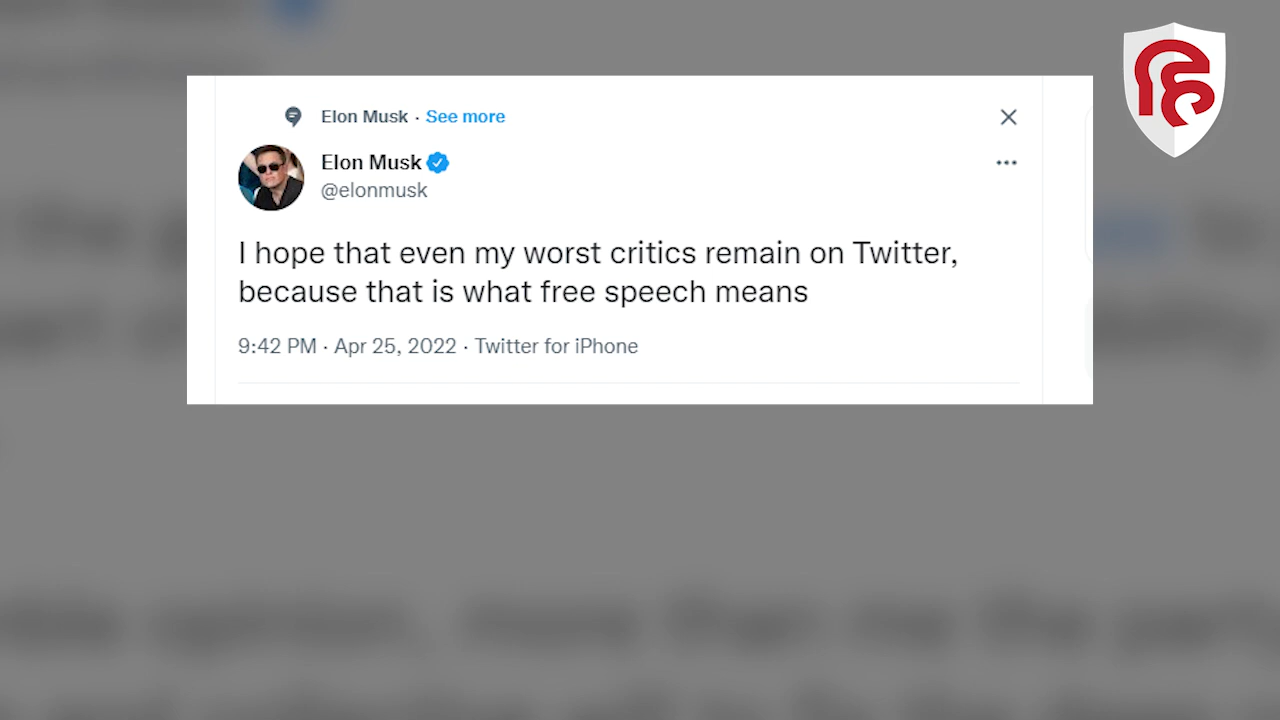 Elon Musk · See more
Elon Musk
@elonmusk
I hope that even my worst critics remain on Twitter,
because that is what free speech means
9:42 PM · Apr 25, 2022 · Twitter for iPhone